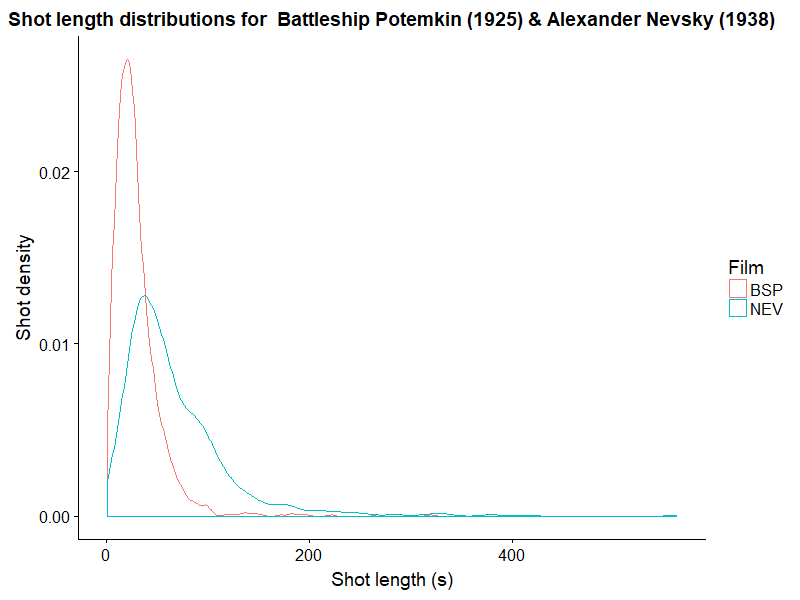 Shot length distributions for  Battleship Potemkin (1925) & Alexander Nevsky (1938)
Shot density
0.02
0.01
0.00
0
200
400
Shot length (s)
Film
BSP
NEV